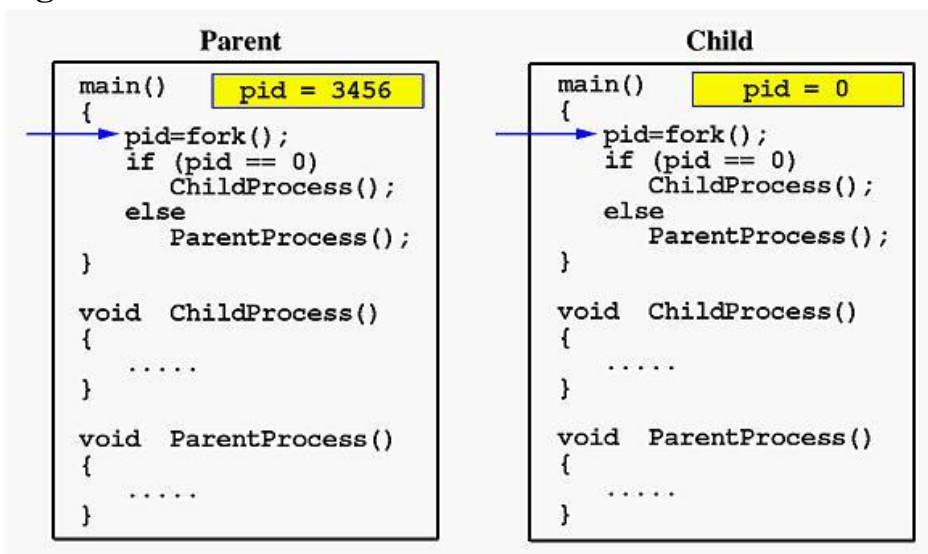 Parent
main()
pid = 3456
{
pid=fork();
if (pid == 0)
ChildProcess();
else
ParentProcess();
}
void ChildProcess()
{
.....
}
void ParentProcess()
{
.....
}
Child
main()
pid = 0
{
pid=fork();
if (pid == 0)
ChildProcess();
else
ParentProcess();
}
void ChildProcess()
{
.....
}
void ParentProcess()
{
.....
}